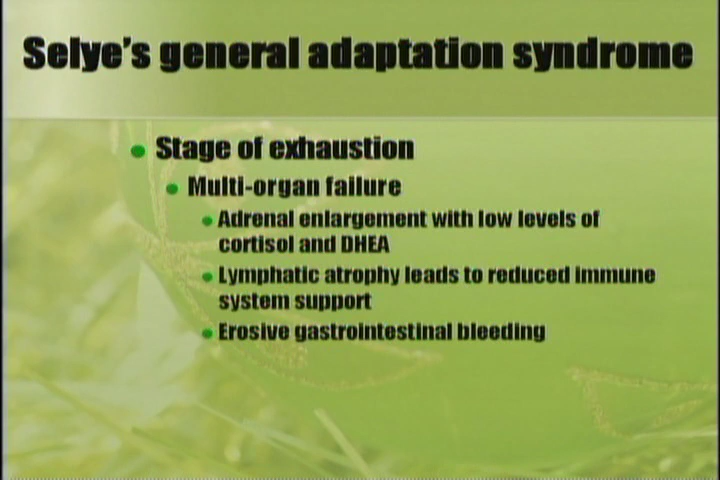 Selye's general adaptation syndrome
Stage of exhaustion
Multi-organ failure
Adrenal enlargement with low levels of
cortisol and DHEA
Lymphatic atrophy leads to reduced immune
system support
Erosive gastrointestinal bleeding